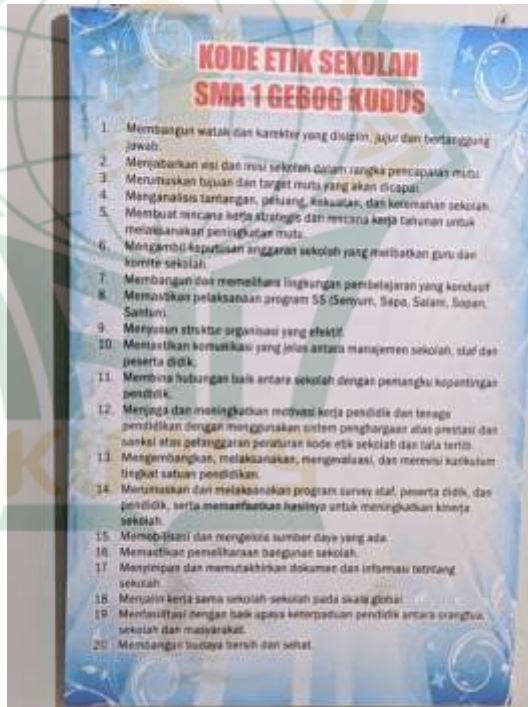 KODE ETIK SEKOLAH
SMA 1 GEBOG KUDUS
1. Membangun watak dan karakter yang disiplin, jujur dan bertanggung
jawab.
2. Menjabarkan visi dan misi sekolah dalam rangka pencapaian mutu.
3. Merumuskan tujuan dan target mutu yang akan dicapai.
4. Menganalisis tantangan, peluang, kekuatan, dan kelemahan sekolah.
5. Membuat rencana kerja strategis dan rencana kerja tahunan untuk
melaksanakan peningkatan mutu.
6. Mengambil keputusan anggaran sekolah yang melibatkan guru dan
komite sekolah.
7. Membangun dan memelihara lingkungan pembelajaran yang kondusif
8. Memastikan pelaksanaan program 5S (Senyum, Sapa, Salam, Sopan,
Santun).
9. Menyusun struktur organisasi yang efektif.
10. Memastikan komunikasi yang jelas antara manajemen sekolah, staf dan
peserta didik.
11. Membina hubungan baik antara sekolah dengan pemangku kepentingan
pendidik.
12. Menjaga dan meningkatkan motivasi kerja pendidik dan tenaga
pendidikan dengan menggunakan sistem penghargaan atas prestasi dan
sanksi atas pelanggaran peraturan kode etik sekolah dan tata tertib.
13. Mengembangkan, melaksanakan, mengevaluasi, dan merevisi kurikulum
tingkat satuan pendidikan.
14. Merumuskan dan melaksanakan program survey staf, peserta didik, dan
pendidik, serta memanfaatkan hasilnya untuk meningkatkan kinerja
sekolah.
15. Memobilisasi dan mengelola sumber daya yang ada.
16. Memastikan pemeliharaan bangunan sekolah.
17. Menyimpan dan memutakhirkan dokumen dan informasi tentang
sekolah.
18. Menjalin kerja sama sekolah-sekolah pada skala global.
19. Menfasilitasi dengan baik upaya keterpaduan pendidik antara orangtua,
sekolah dan masyarakat.
20. Membangun budaya bersih dan sehat.